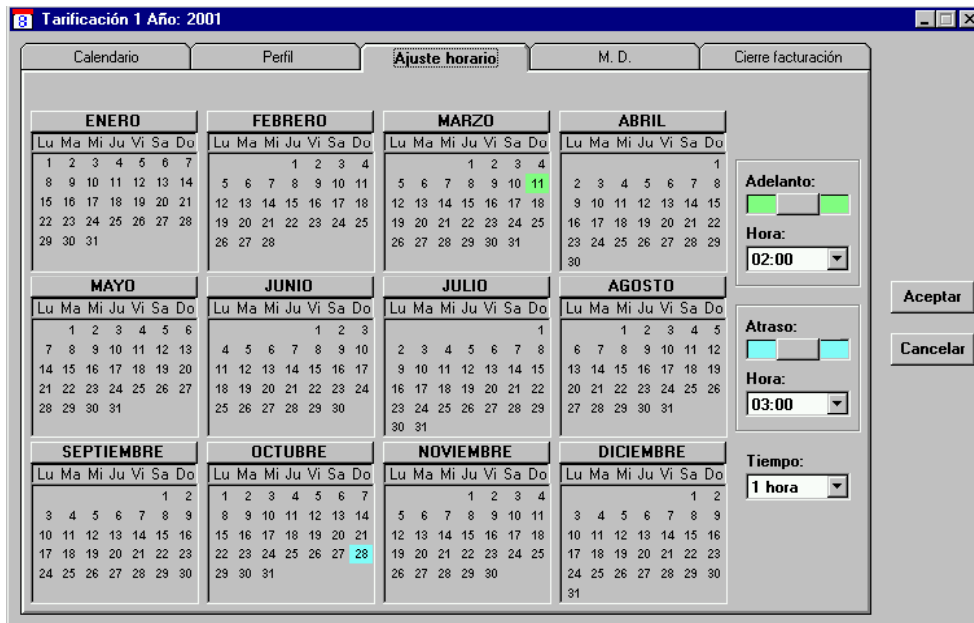 8 Tarificación 1 Año: 2001
Calendario Perfil Ajuste horario M. D. Cierre facturación
ENERO FEBRERO MARZO ABRIL
Lu Ma Mi Ju Vi Sa Do Lu Ma Mi Ju Vi Sa Do Lu Ma Mi Ju Vi Sa Do Lu Ma Mi Ju Vi Sa Do
1 2 3 4 5 6 7 1 2 3 4 1 2 3 4 1
8 9 10 11 12 13 14 5 6 7 8 9 10 11 5 6 7 8 9 10 11 2 3 4 5 6 7 8
15 16 17 18 19 20 21 12 13 14 15 16 17 18 12 13 14 15 16 17 18 9 10 11 12 13 14 15
22 23 24 25 26 27 28 19 20 21 22 23 24 25 19 20 21 22 23 24 25 16 17 18 19 20 21 22
29 30 31 26 27 28 26 27 28 29 30 31 23 24 25 26 27 28 29
30
MAYO JUNIO JULIO AGOSTO
Lu Ma Mi Ju Vi Sa Do Lu Ma Mi Ju Vi Sa Do Lu Ma Mi Ju Vi Sa Do Lu Ma Mi Ju Vi Sa Do
1 2 3 4 5 6 1 2 3 1 1 2 3 4 5
7 8 9 10 11 12 13 4 5 6 7 8 9 10 2 3 4 5 6 7 8 6 7 8 9 10 11 12
14 15 16 17 18 19 20 11 12 13 14 15 16 17 9 10 11 12 13 14 15 13 14 15 16 17 18 19
21 22 23 24 25 26 27 18 19 20 21 22 23 24 16 17 18 19 20 21 22 20 21 22 23 24 25 26
28 29 30 31 25 26 27 28 29 30 23 24 25 26 27 28 29 27 28 29 30 31
30 31
SEPTIEMBRE OCTUBRE NOVIEMBRE DICIEMBRE
Lu Ma Mi Ju Vi Sa Do Lu Ma Mi Ju Vi Sa Do Lu Ma Mi Ju Vi Sa Do Lu Ma Mi Ju Vi Sa Do
1 2 1 2 3 4 5 6 7 1 2 3 4 1 2
3 4 5 6 7 8 9 8 9 10 11 12 13 14 5 6 7 8 9 10 11 3 4 5 6 7 8 9
10 11 12 13 14 15 16 15 16 17 18 19 20 21 12 13 14 15 16 17 18 10 11 12 13 14 15 16
17 18 19 20 21 22 23 22 23 24 25 26 27 28 19 20 21 22 23 24 25 17 18 19 20 21 22 23
24 25 26 27 28 29 30 29 30 31 26 27 28 29 30 24 25 26 27 28 29 30
31
Adelanto:
Hora:
02:00
Atraso:
Hora:
03:00
Tiempo:
1 hora
Aceptar
Cancelar